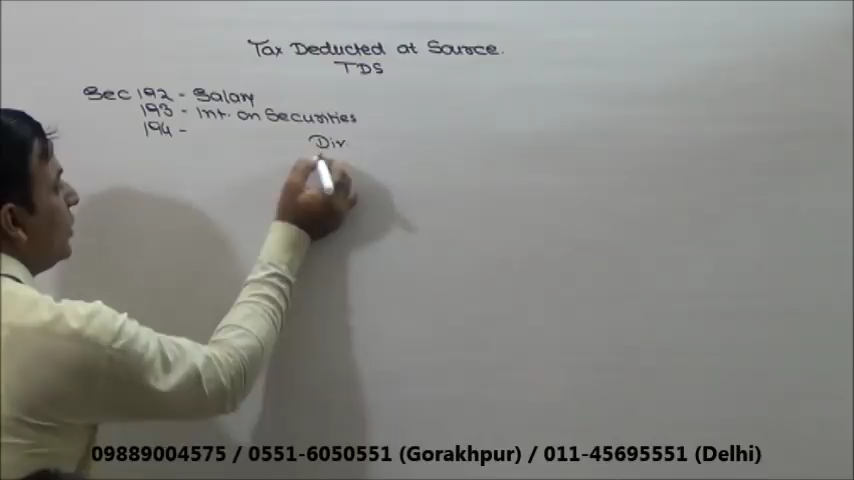 Tax Deducted at Source.
TDS
Sec 192 - Salary
193 - Int. on Securities
194 -
Div
09889004575 / 0551-6050551 (Gorakhpur) / 011-45695551 (Delhi)